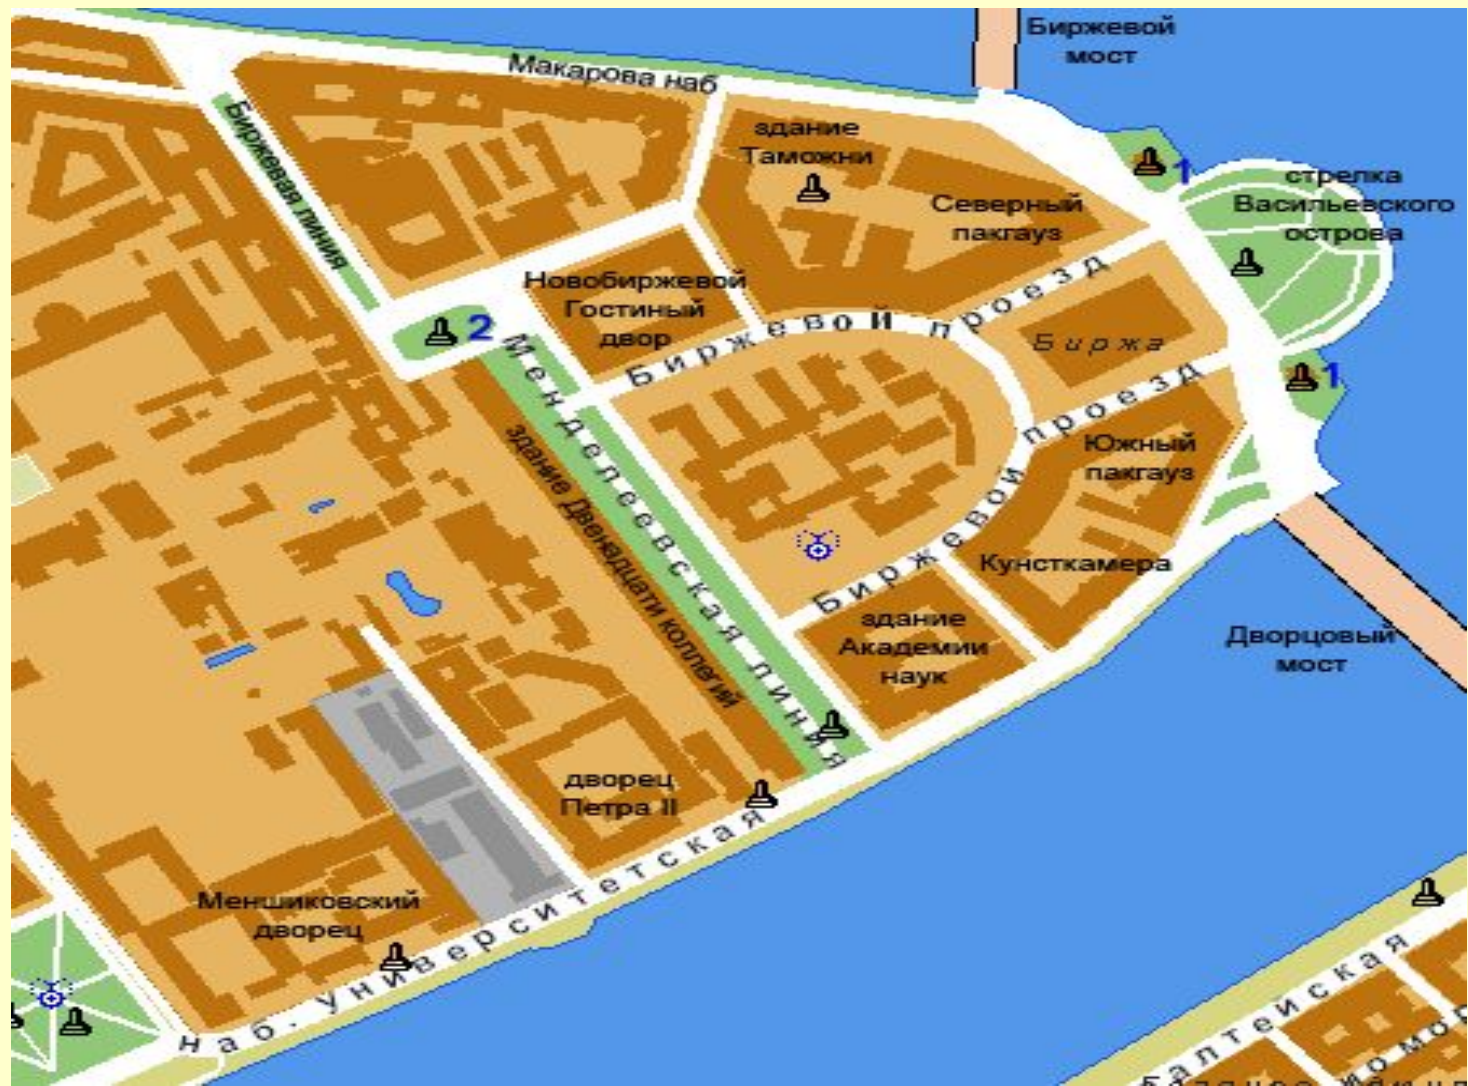 Биржевой
мост
Макарова наб
Биржевая линия
здание
Таможни
1
стрелка
Васильевского
острова
Северный
пакгауз
Новобиржевой
Гостиный
двор
2
Биржевой проезд
Биржа
1
Менделеевская линия
здание Двенадцати коллегий
Биржевой проезд
Южный
пакгауз
Кунсткамера
здание
Академии
наук
Дворцовый
мост
дворец
Петра II
Меншиковский
дворец
наб. Университетская